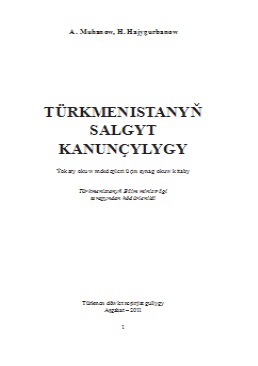 A. Muhanow, H. Hajygurbanow
TÜRKMENISTANYŇ
SALGYT
KANUNÇYLYGY
Ýokary okuw mekdepleri üçin synag okuw kitaby
Türkmenistanyň Bilim ministrligi
tarapyndan hödürlenildi
Türkmen döwlet neşirýat gullugy
Aşgabat – 2011
1